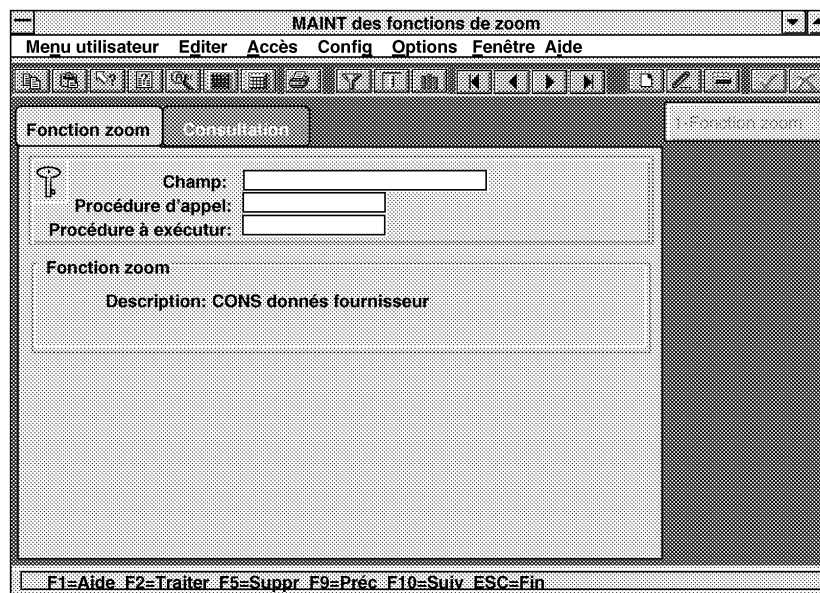 MAINT des fonctions de zoom
Menu utilisateur Editer Accès Config Options Fenêtre Ajde
Fonction zoom Consultation 1-Fonction zoom
Champ:
Procédure d'appel:
Procédure à exécutur:
Fonction zoom
Description: CONS donnés fournisseur
F1=Aide F2=Traiter F5=Suppr F9=Préc F10=Suiv ESC=Fin